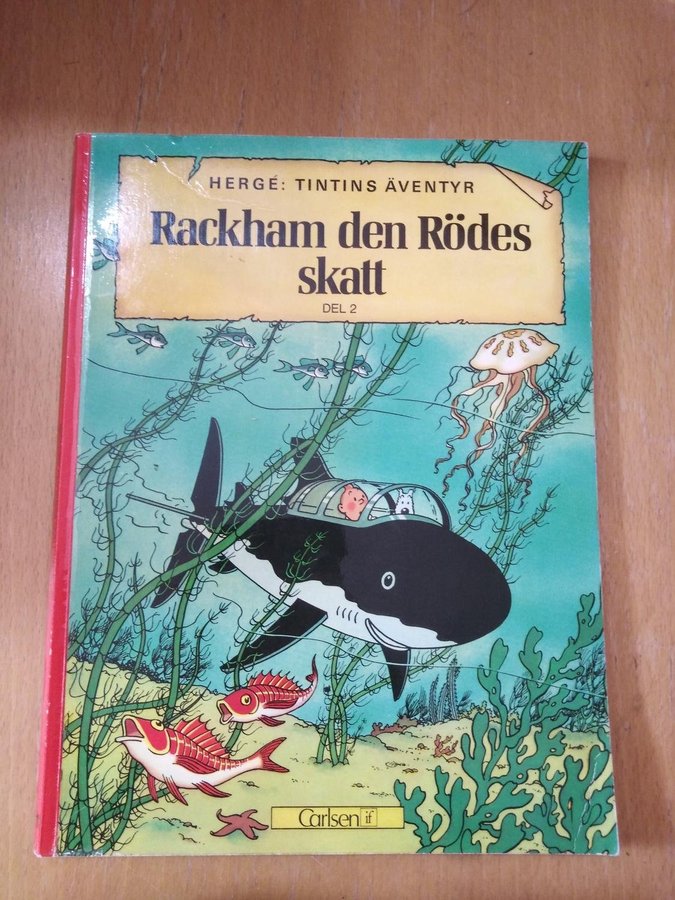 HERGÉ: TINTINS ÄVENTYR
Rackham den Rödes
skatt
DEL 2
Carlsen if